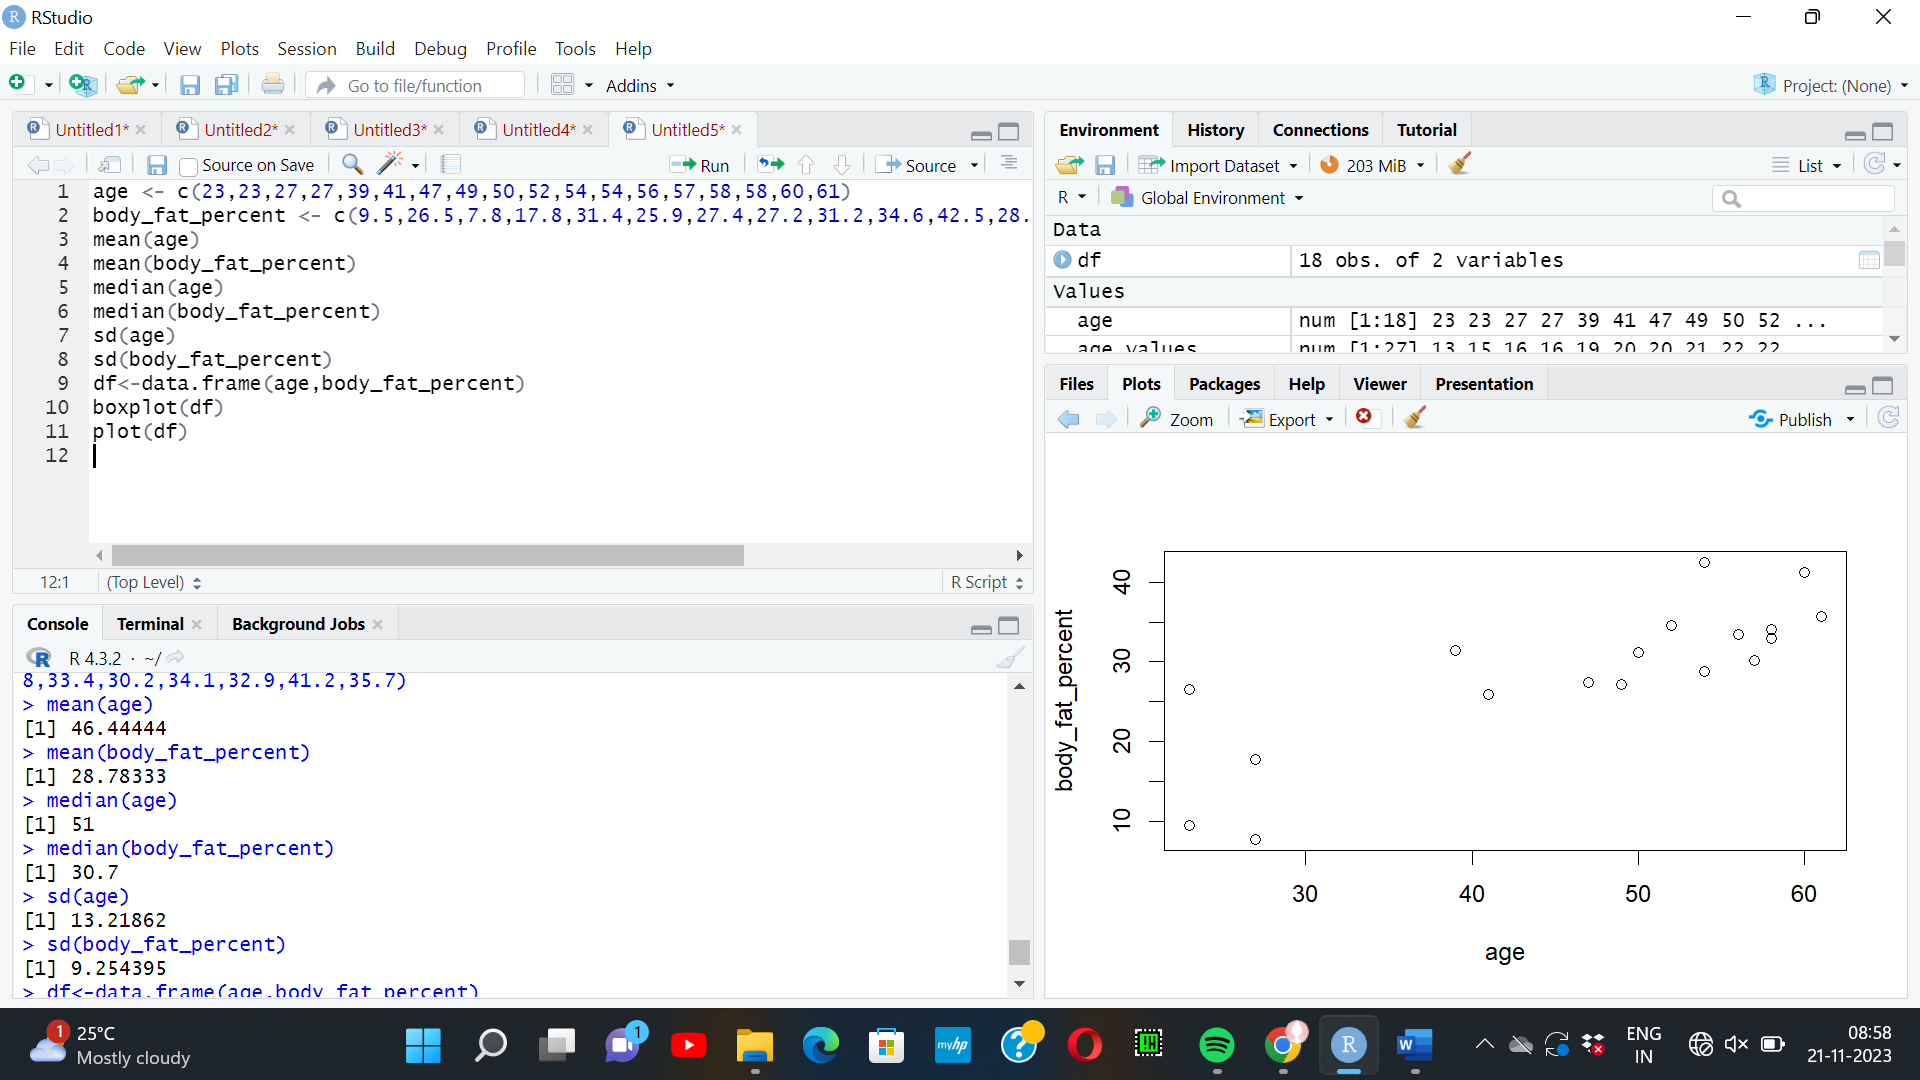 RStudio
File Edit Code View Plots Session Build Debug Profile Tools Help
Go to file/function Addins Project: (None)
Untitled1* Untitled2* Untitled3* Untitled4* Untitled5*
Source on Save Run Source
1 age <- c(23,23,27,27,39,41,47,49,50,52,54,54,56,57,58,58,60,61)
2 body_fat_percent <- c(9.5,26.5,7.8,17.8,31.4,25.9,27.4,27.2,31.2,34.6,42.5,28.
3 mean(age)
4 mean(body_fat_percent)
5 median(age)
6 median(body_fat_percent)
7 sd(age)
8 sd(body_fat_percent)
9 df<-data.frame(age,body_fat_percent)
10 boxplot(df)
11 plot(df)
12
12:1 (Top Level) R Script
Console Terminal Background Jobs
R 4.3.2 · ~/
8,33.4,30.2,34.1,32.9,41.2,35.7)
> mean(age)
[1] 46.44444
> mean(body_fat_percent)
[1] 28.78333
> median(age)
[1] 51
> median(body_fat_percent)
[1] 30.7
> sd(age)
[1] 13.21862
> sd(body_fat_percent)
[1] 9.254395
> df<-data.frame(age,body_fat_percent)
Environment History Connections Tutorial
Import Dataset 203 MiB List
R Global Environment
Data
df 18 obs. of 2 variables
Values
age num [1:18] 23 23 27 27 39 41 47 49 50 52 ...
age_values num [1:27] 13 15 16 16 19 20 20 21 22 22
Files Plots Packages Help Viewer Presentation
Zoom Export Publish
body_fat_percent
40
30
20
10
30 40 50 60
age
1 25°C
Mostly cloudy
1
myhp
W
ENG
IN
08:58
21-11-2023